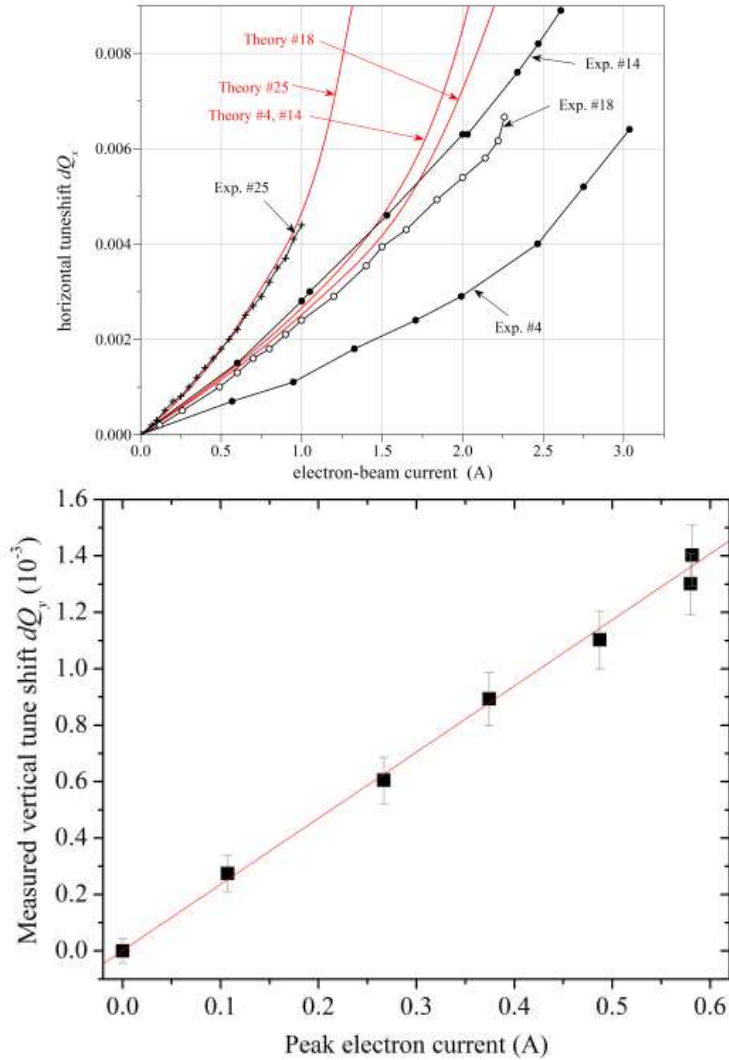 0.008
0.006
0.004
0.002
0.000
horizontal tuneshift dQx
Theory #18
Theory #25
Theory #4, #14
Exp. #14
Exp. #18
Exp. #25
Exp. #4
0.0 0.5 1.0 1.5 2.0 2.5 3.0
electron-beam current (A)
1.6
1.4
1.2
1.0
0.8
0.6
0.4
0.2
0.0
Measured vertical tune shift dQy (10-3)
0.0 0.1 0.2 0.3 0.4 0.5 0.6
Peak electron current (A)